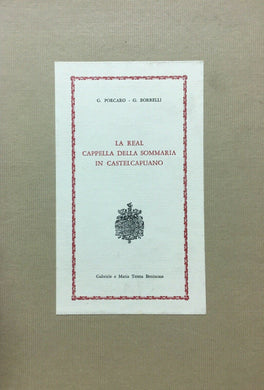 G. PORCARO - G. BORRELLI
LA REAL
CAPPELLA DELLA SOMMARIA
IN CASTELCAPUANO
Gabriele e Maria Teresa Benincasa